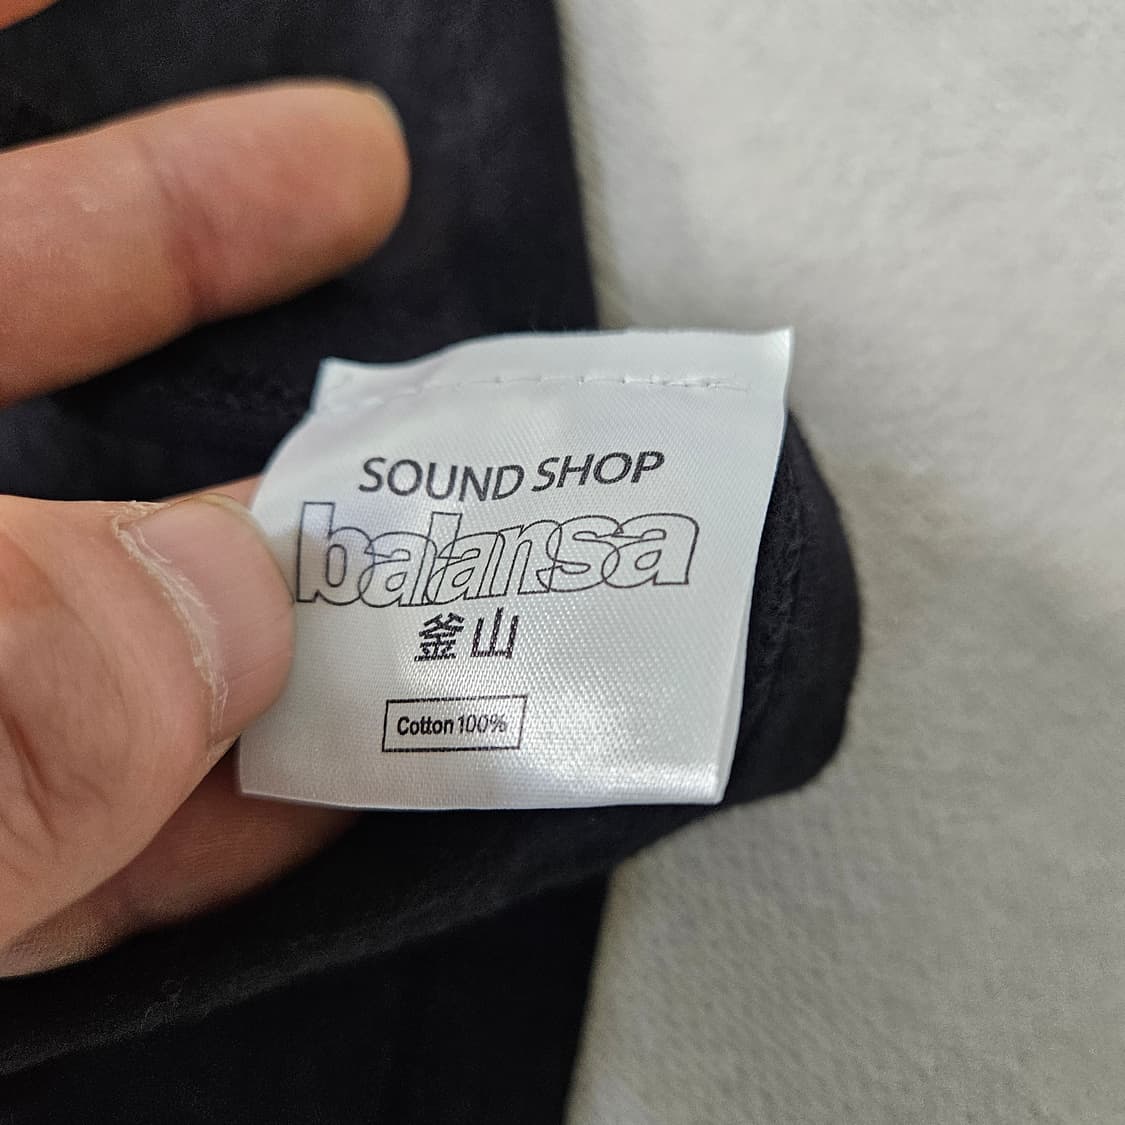 SOUND SHOP
balansa
釜山
Cotton 100%